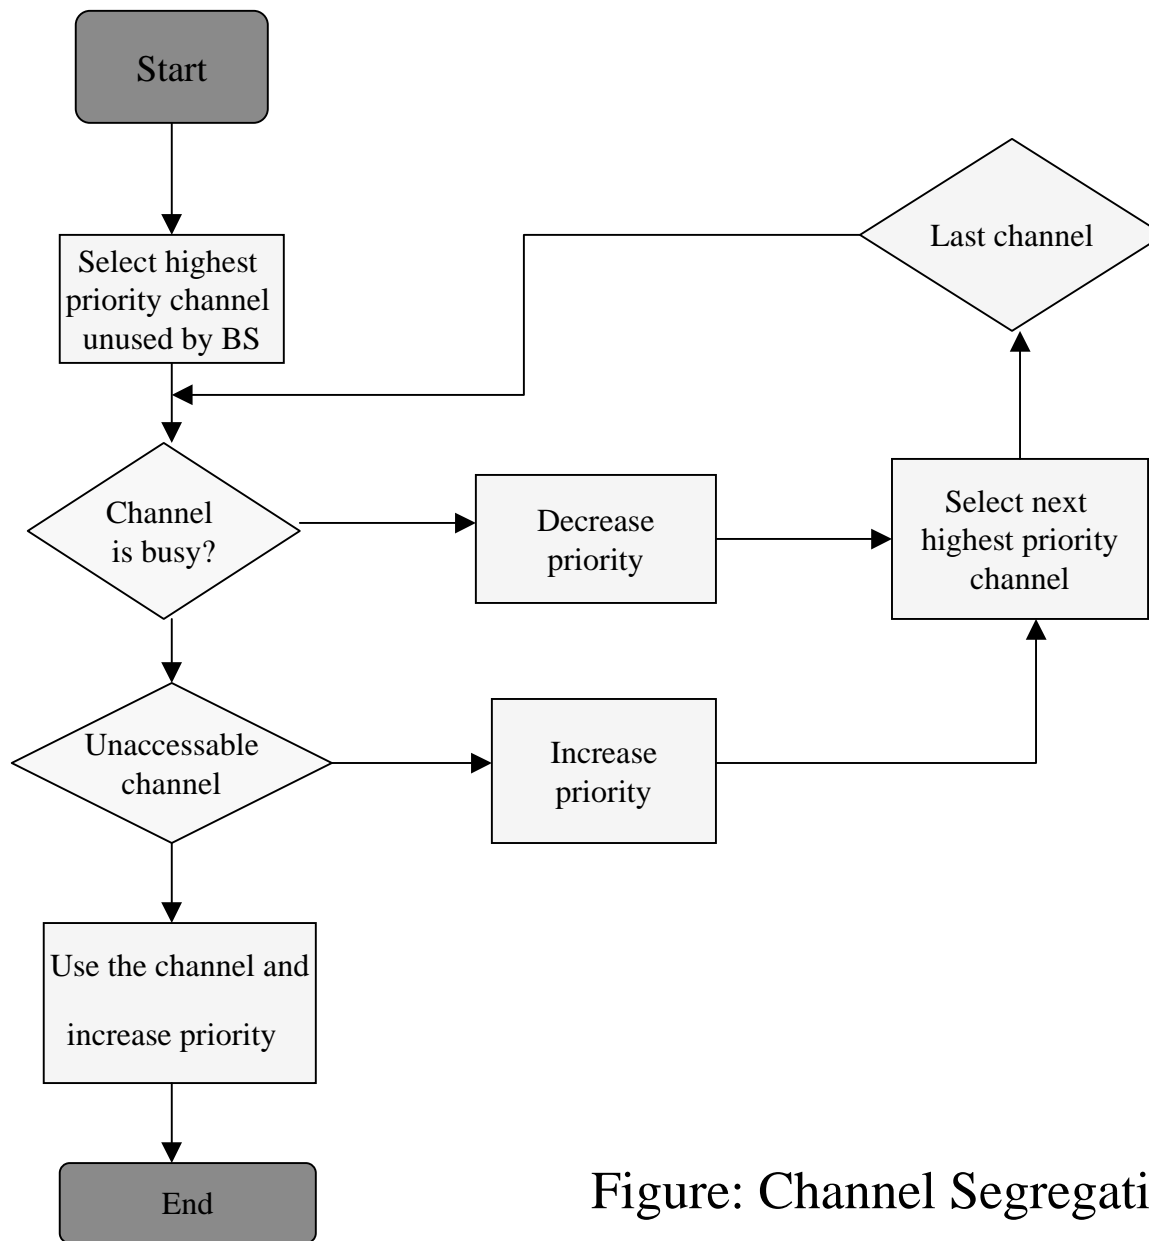 Start
Select highest
priority channel
unused by BS
Last channel
Channel
is busy?
Decrease
priority
Select next
highest priority
channel
Unaccessable
channel
Increase
priority
Use the channel and
increase priority
End
Figure: Channel Segregati